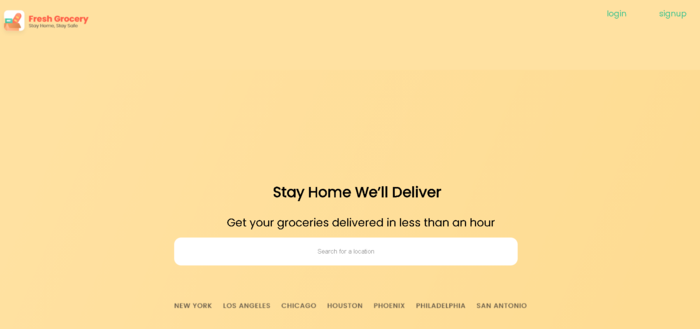 Fresh Grocery
Stay Home, Stay Safe
login signup
Stay Home We’ll Deliver
Get your groceries delivered in less than an hour
Search for a location
NEW YORK LOS ANGELES CHICAGO HOUSTON PHOENIX PHILADELPHIA SAN ANTONIO